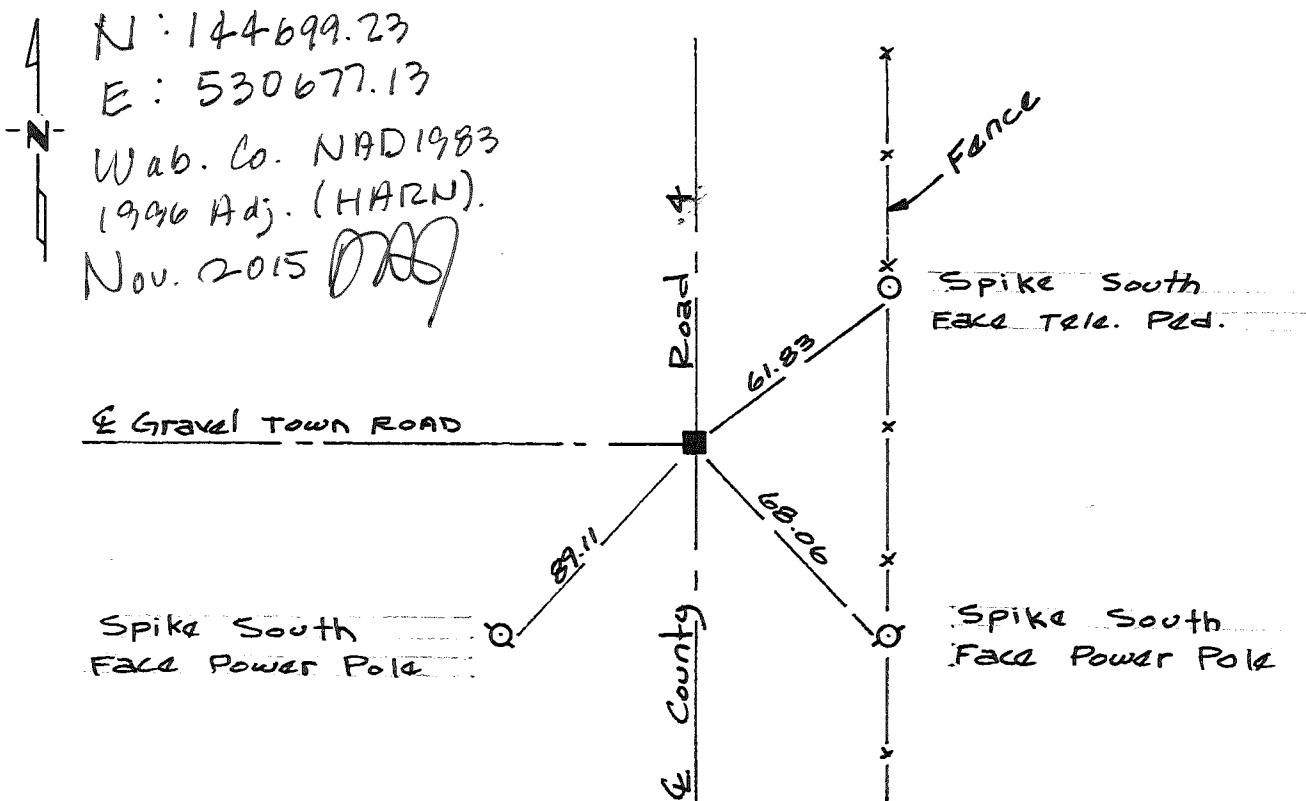 N: 144699.23
E: 530677.13
Wab. Co. NAD1983
1996 Adj. (HARN).
Nov. 2015
N
Fence
Spike South
Face Tele. Ped.
61.83
℄ Gravel Town ROAD
℄ County Road 4
89.11
68.06
Spike South
Face Power Pole
Spike South
Face Power Pole